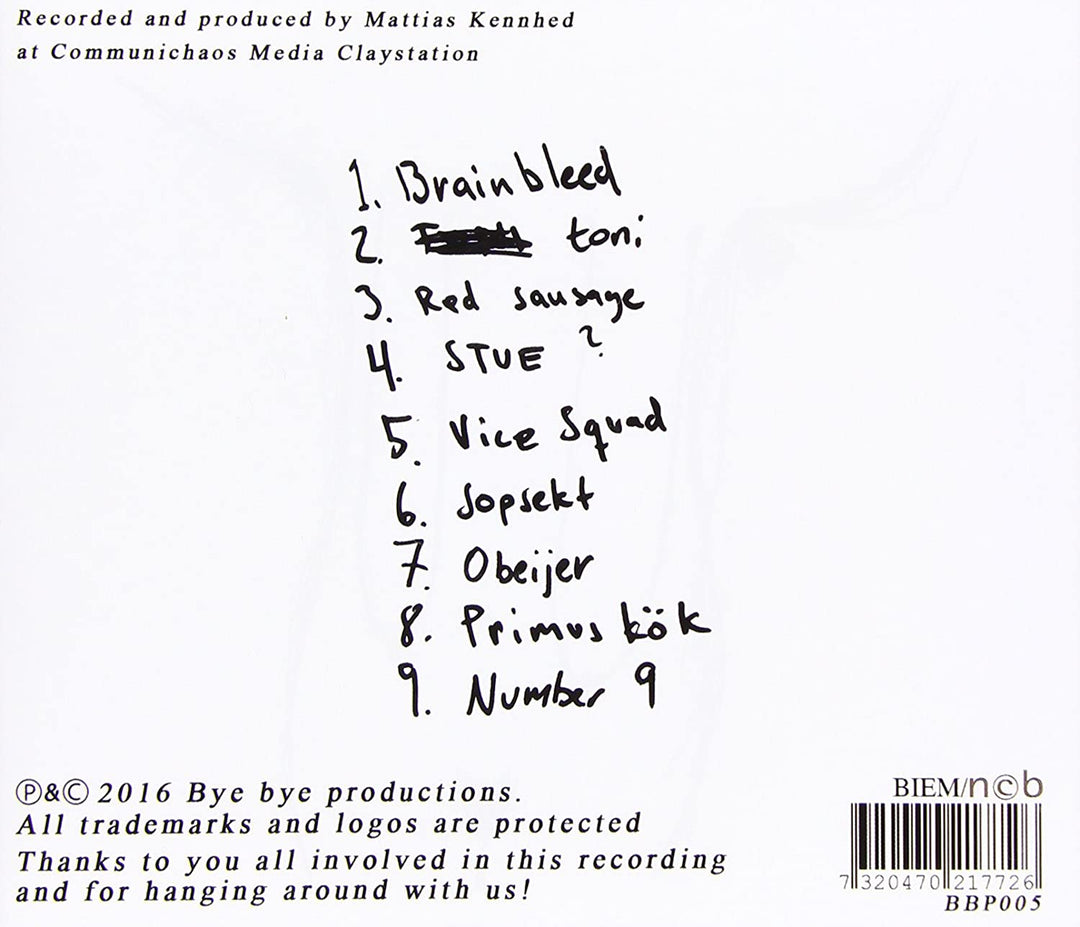 Recorded and produced by Mattias Kennhed
at Communichaos Media Claystation
1. Brainbleed
2. toni
3. Red sausage
4. STUE ?
5. Vice Squad
6. Sopsekt
7. Obeijer
8. Primus kök
9. Number 9
Ⓟ&© 2016 Bye bye productions.
All trademarks and logos are protected
Thanks to you all involved in this recording
and for hanging around with us!
BIEM/n©b
7 320470 217726
BBP005